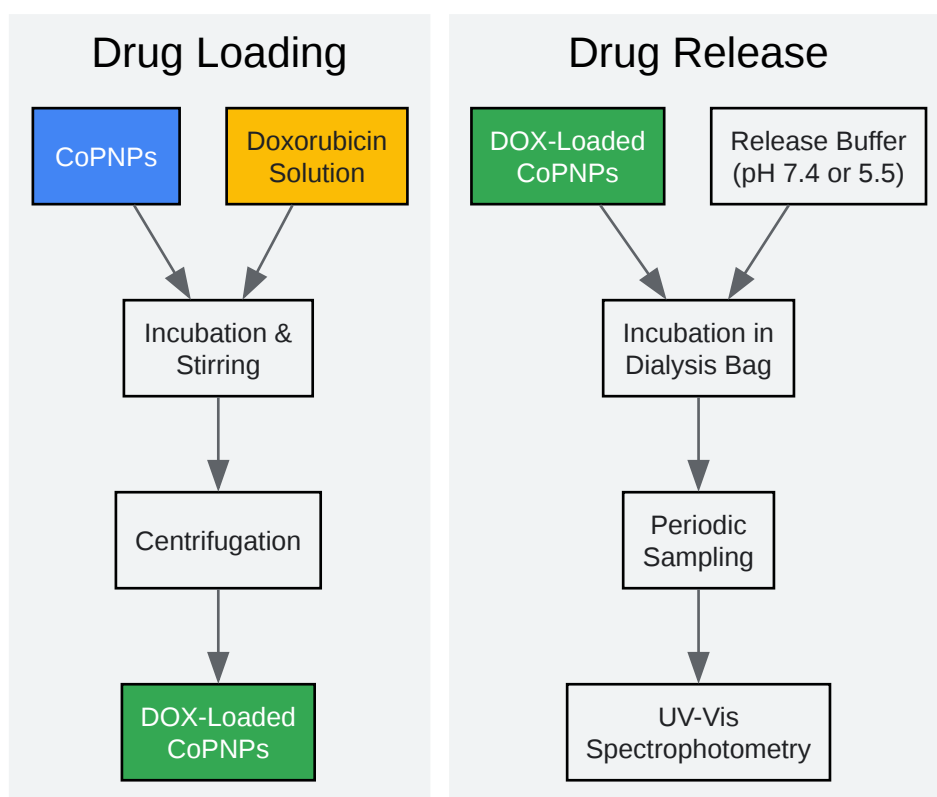 Drug Loading
CoPNPs
Doxorubicin
Solution
Incubation &
Stirring
Centrifugation
DOX-Loaded
CoPNPs
Drug Release
DOX-Loaded
CoPNPs
Release Buffer
(pH 7.4 or 5.5)
Incubation in
Dialysis Bag
Periodic
Sampling
UV-Vis
Spectrophotometry